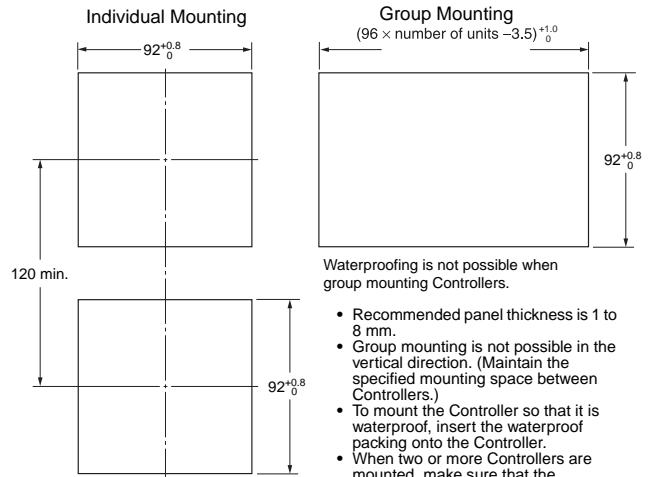 Individual Mounting
92+0.8 0
120 min.
92+0.8 0
Group Mounting
(96 × number of units –3.5)+1.0 0
92+0.8 0
Waterproofing is not possible when
group mounting Controllers.
• Recommended panel thickness is 1 to
8 mm.
• Group mounting is not possible in the
vertical direction. (Maintain the
specified mounting space between
Controllers.)
• To mount the Controller so that it is
waterproof, insert the waterproof
packing onto the Controller.
• When two or more Controllers are
mounted, make sure that the